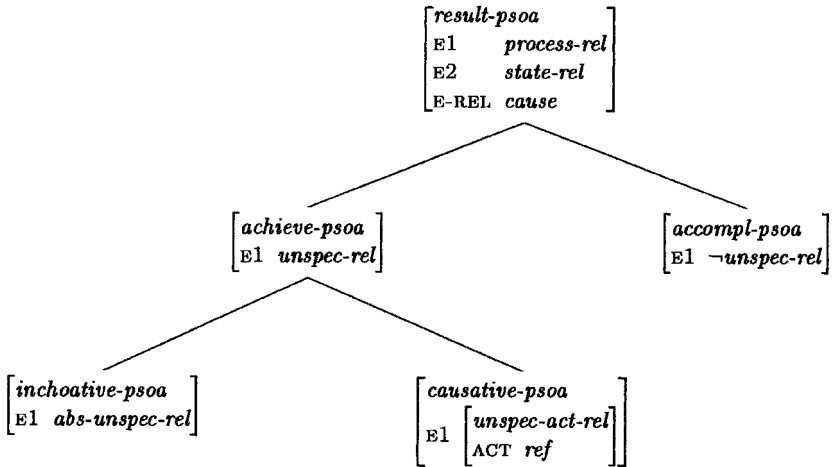 result-psoa
E1 process-rel
E2 state-rel
E-REL cause
achieve-psoa
E1 unspec-rel
accompl-psoa
E1 ¬unspec-rel
inchoative-psoa
E1 abs-unspec-rel
causative-psoa
E1 unspec-act-rel
ACT ref